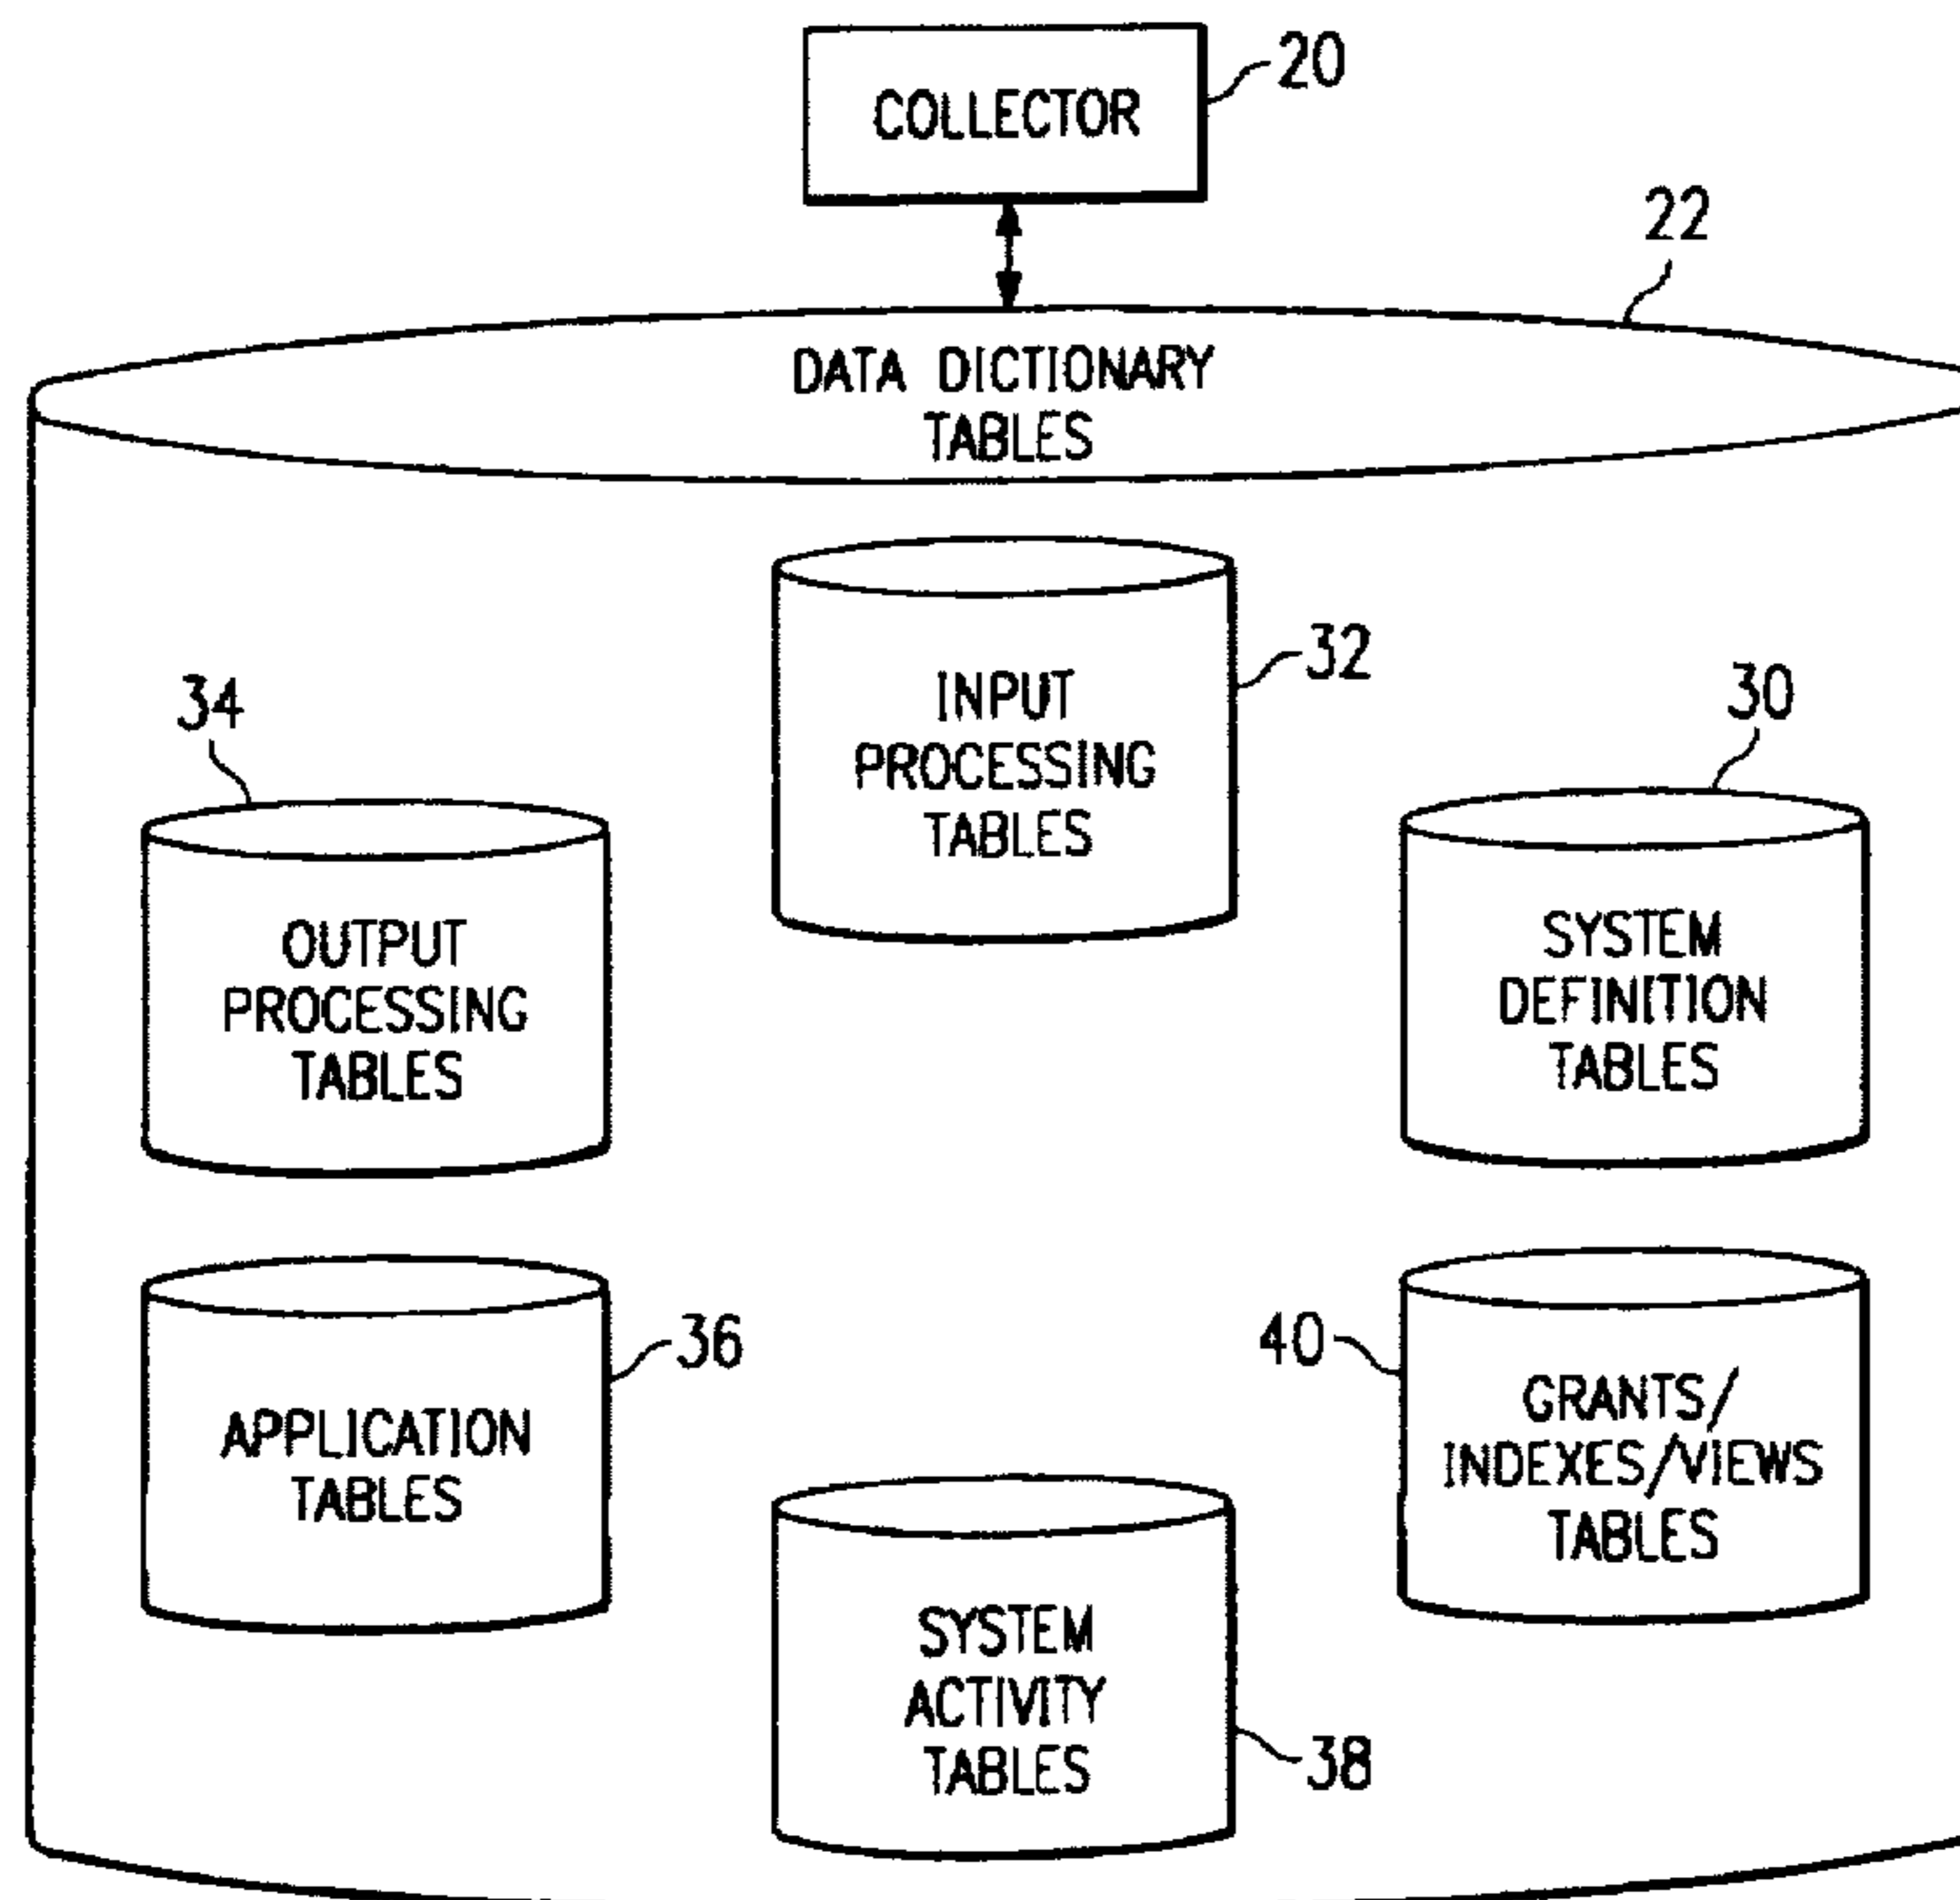 COLLECTOR
20
22
DATA DICTIONARY
TABLES
32
INPUT
PROCESSING
TABLES
34
OUTPUT
PROCESSING
TABLES
30
SYSTEM
DEFINITION
TABLES
36
APPLICATION
TABLES
40
GRANTS/
INDEXES/VIEWS
TABLES
SYSTEM
ACTIVITY
TABLES
38